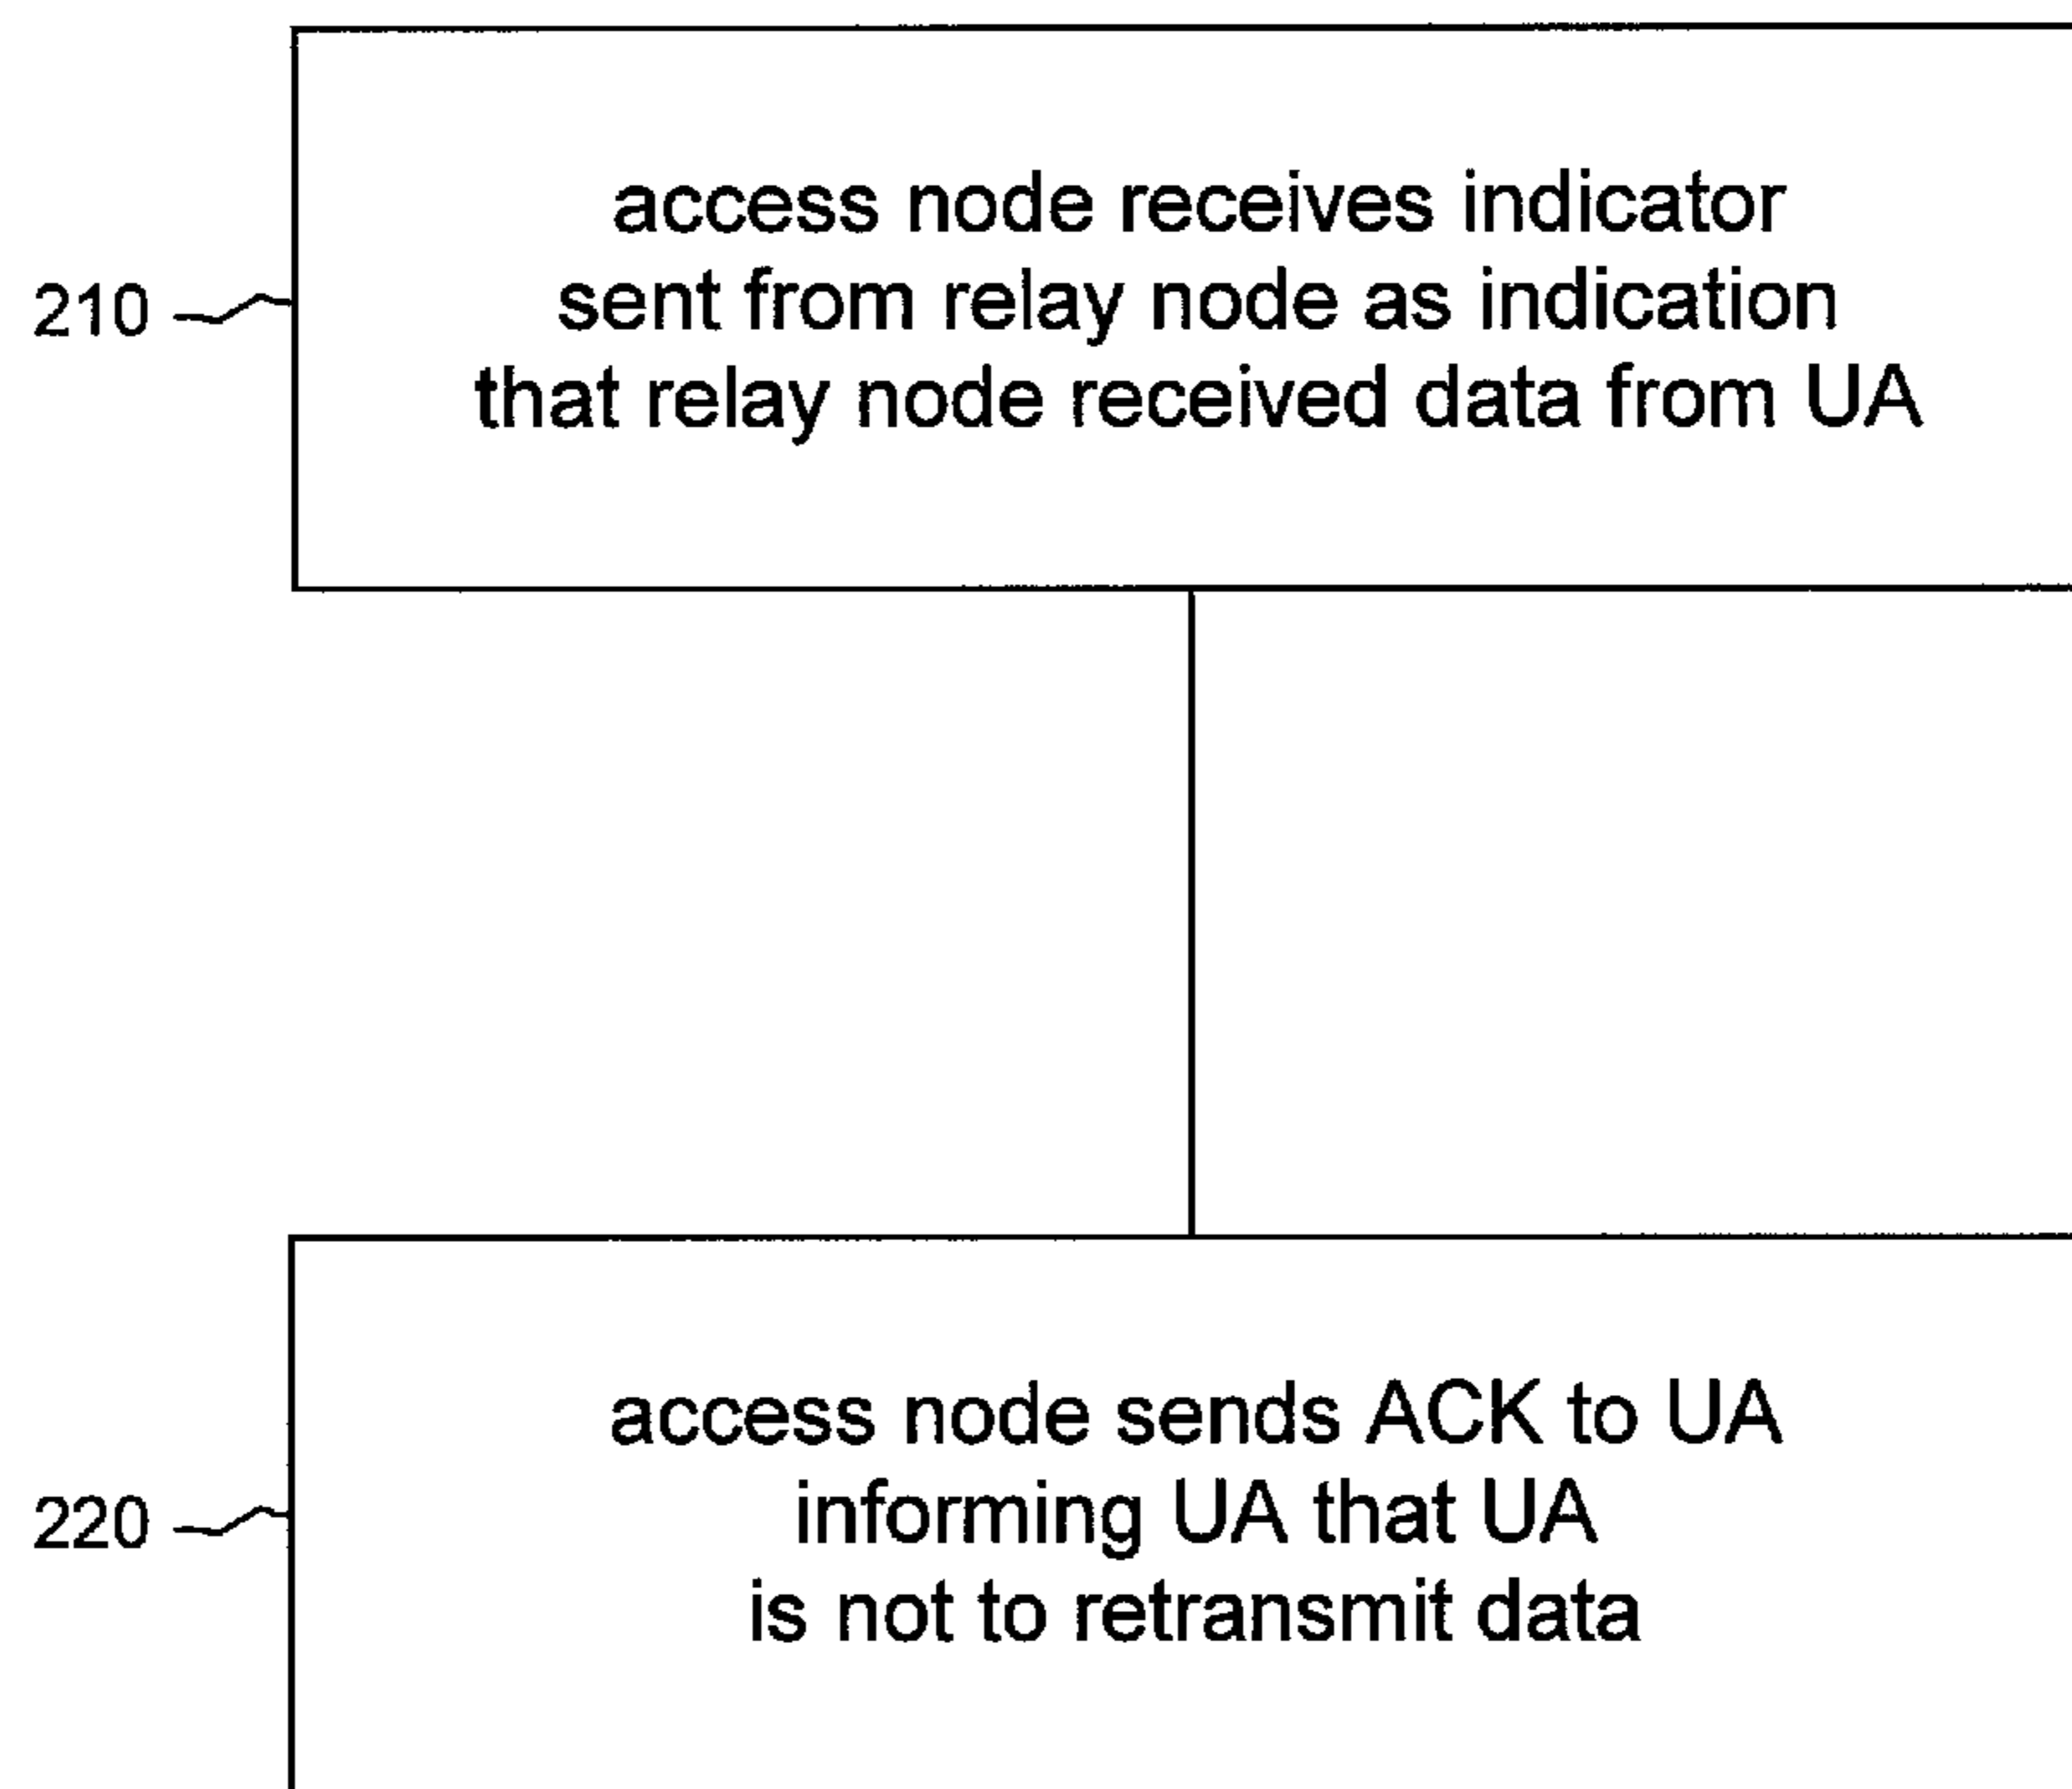 access node receives indicator
sent from relay node as indication
that relay node received data from UA
210
access node sends ACK to UA
informing UA that UA
is not to retransmit data
220